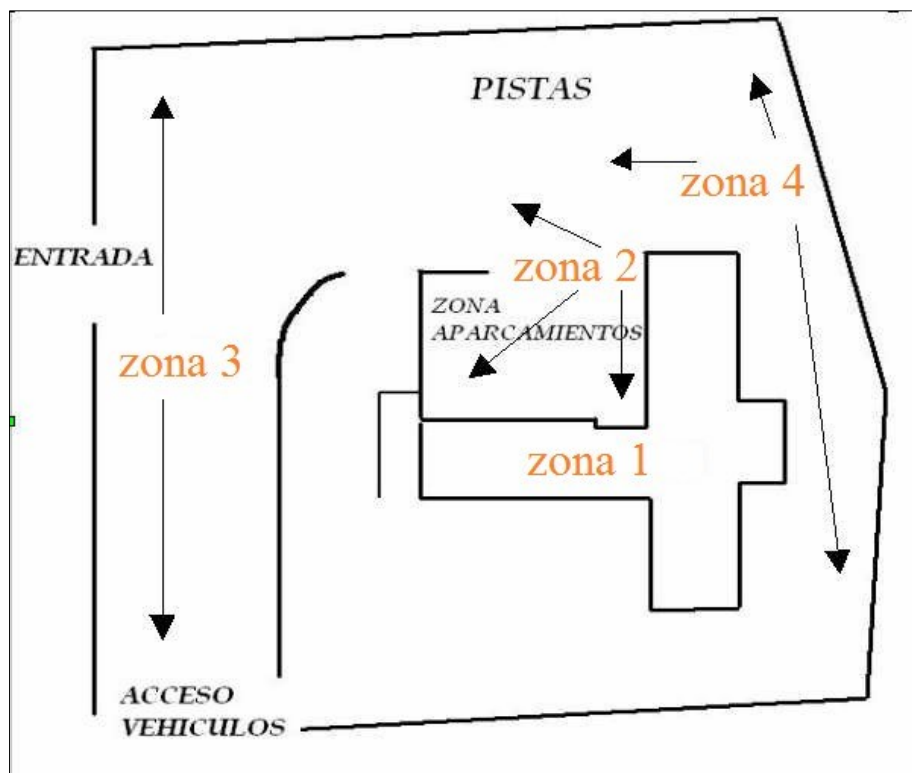 PISTAS
zona 4
ENTRADA
zona 2
ZONA
APARCAMIENTOS
zona 3
zona 1
ACCESO
VEHICULOS